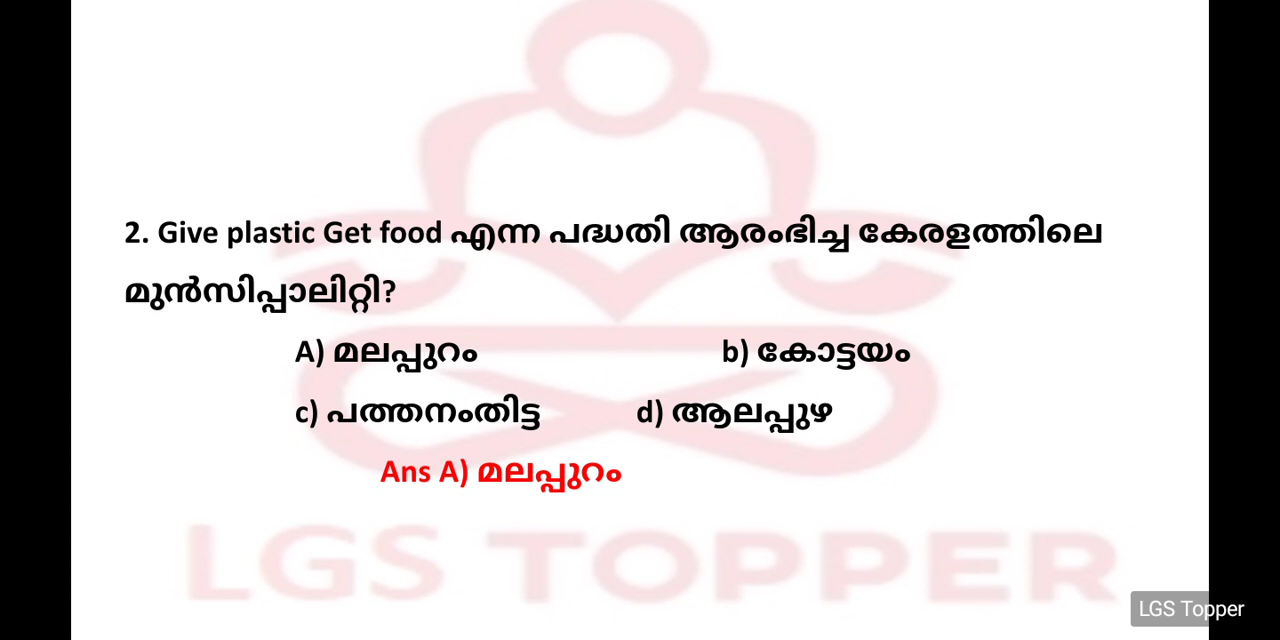 2. Give plastic Get food എന്ന പദ്ധതി ആരംഭിച്ച കേരളത്തിലെ
മുൻസിപ്പാലിറ്റി?
A) മലപ്പുറം b) കോട്ടയം
c) പത്തനംതിട്ട d) ആലപ്പുഴ
Ans A) മലപ്പുറം
LGS TOPPER
LGS Topper